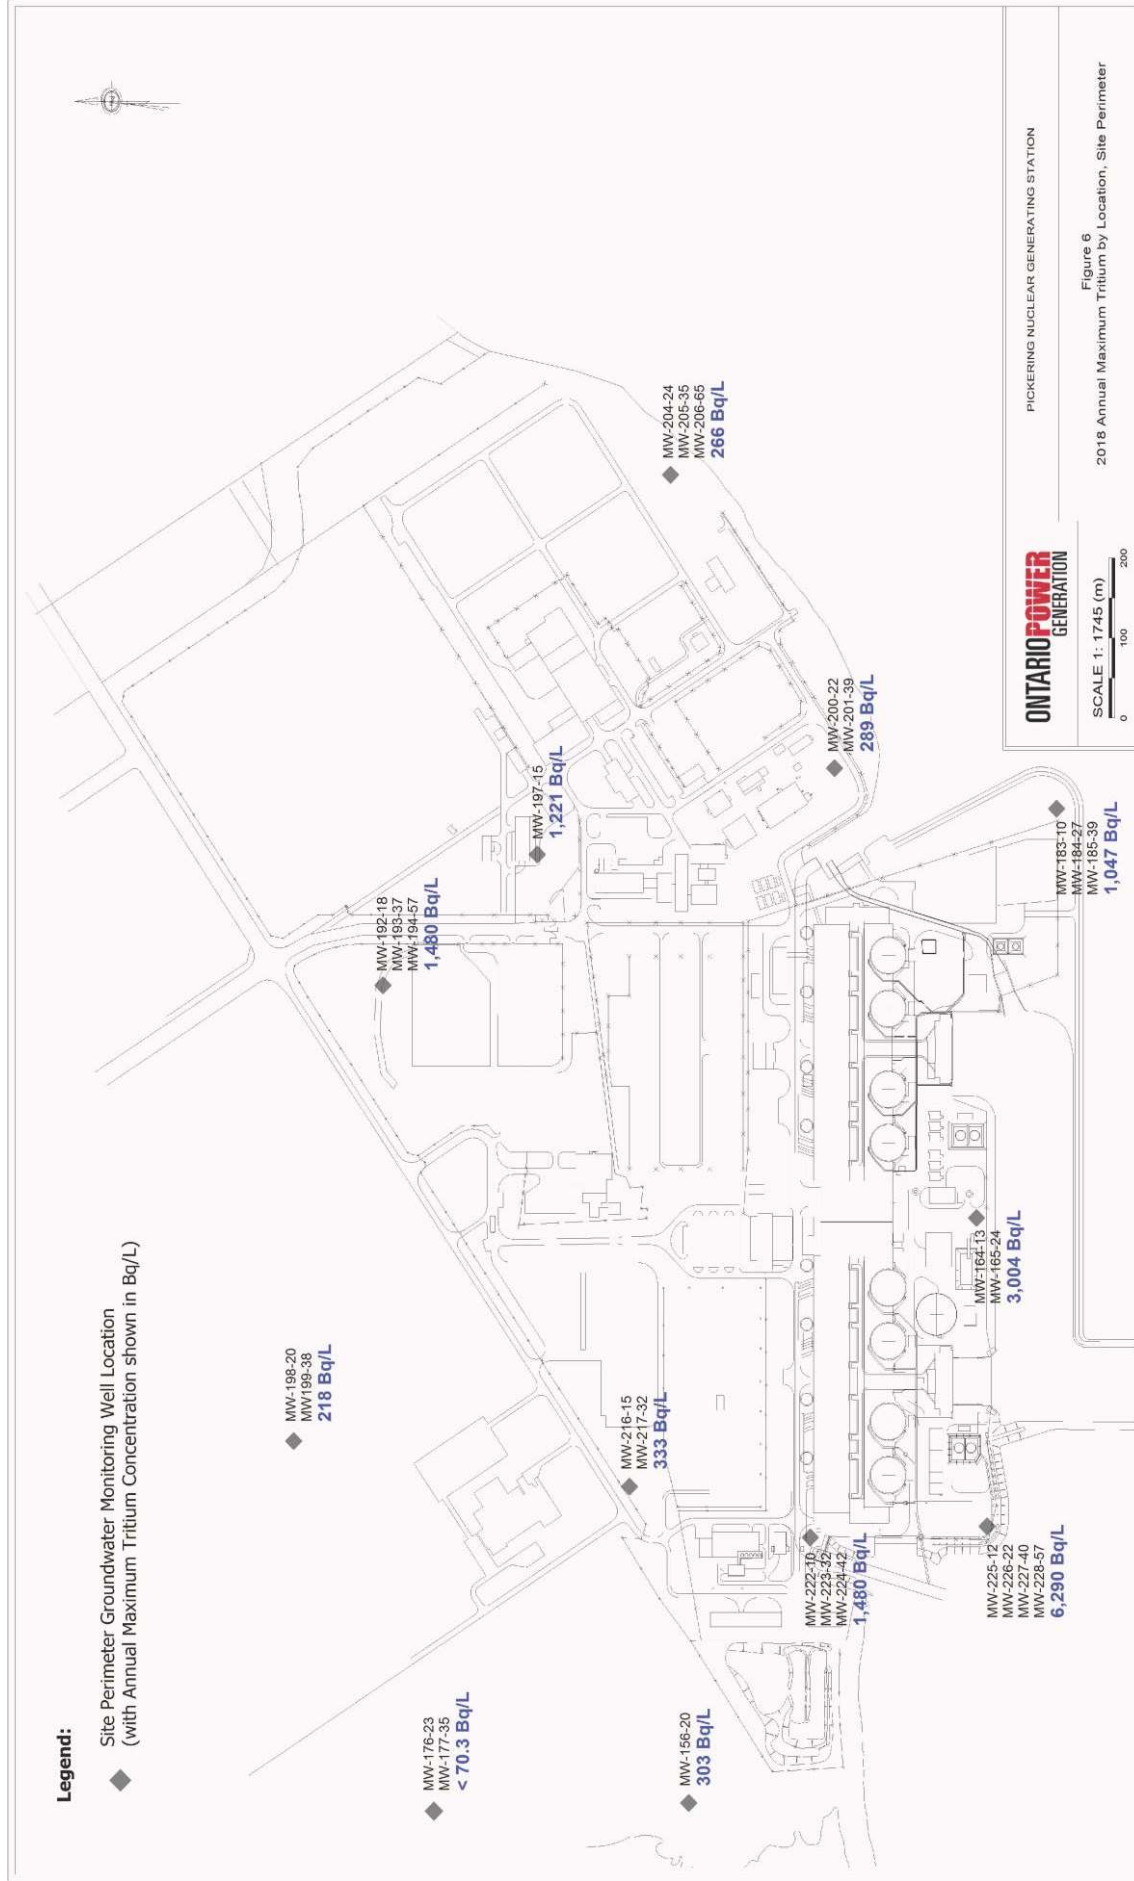 Legend:
Site Perimeter Groundwater Monitoring Well Location
(with Annual Maximum Tritium Concentration shown in Bq/L)
MW-176-23
MW-177-35
< 70.3 Bq/L
MW-198-20
MW199-38
218 Bq/L
MW-192-18
MW-193-37
MW-194-57
1,480 Bq/L
MW-197-15
1,221 Bq/L
MW-156-20
303 Bq/L
MW-216-15
MW-217-32
333 Bq/L
MW-204-24
MW-205-35
MW-206-65
266 Bq/L
MW-222-10
MW-223-32
MW-224-42
1,480 Bq/L
MW-200-22
MW-201-39
289 Bq/L
MW-225-12
MW-226-22
MW-227-40
MW-228-57
6,290 Bq/L
MW-164-13
MW-165-24
3,004 Bq/L
MW-183-10
MW-184-27
MW-185-39
1,047 Bq/L
ONTARIOPOWER
GENERATION
SCALE 1: 1745 (m)
0 100 200
PICKERING NUCLEAR GENERATING STATION
Figure 6
2018 Annual Maximum Tritium by Location, Site Perimeter